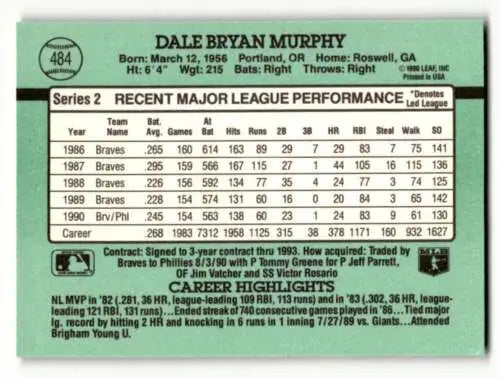 484
DALE BRYAN MURPHY
Born: March 12, 1956 Portland, OR Home: Roswell, GA
Ht: 6'4" Wgt: 215 Bats: Right Throws: Right
©1990 LEAF, INC
Printed in USA
Series 2 RECENT MAJOR LEAGUE PERFORMANCE *Denotes Led League
Year Team Name Bat. Avg. Games At Bat Hits Runs 2B 3B HR RBI Steal Walk SO
1986 Braves .265 160 614 163 89 29 7 29 83 7 75 141
1987 Braves .295 159 566 167 115 27 1 44 105 16 115 136
1988 Braves .226 156 592 134 77 35 4 24 77 3 74 125
1989 Braves .228 154 574 131 60 16 0 20 84 3 65 142
1990 Brv/Phl .245 154 563 138 60 23 1 24 83 9 61 130
Career .268 1983 7312 1958 1125 315 38 378 1171 160 932 1627
Contract: Signed to 3-year contract thru 1993. How acquired: Traded by
Braves to Phillies 8/3/90 with P Tommy Greene for P Jeff Parrett,
OF Jim Vatcher and SS Victor Rosario
MLB
CAREER HIGHLIGHTS
NL MVP in '82 (.281, 36 HR, league-leading 109 RBI, 113 runs) and in '83 (.302, 36 HR,
league-leading 121 RBI, 131 runs)...Ended streak of 740 consecutive games played in '86...Tied major
lg. record by hitting 2 HR and knocking in 6 runs in 1 inning 7/27/89 vs. Giants...Attended
Brigham Young U.